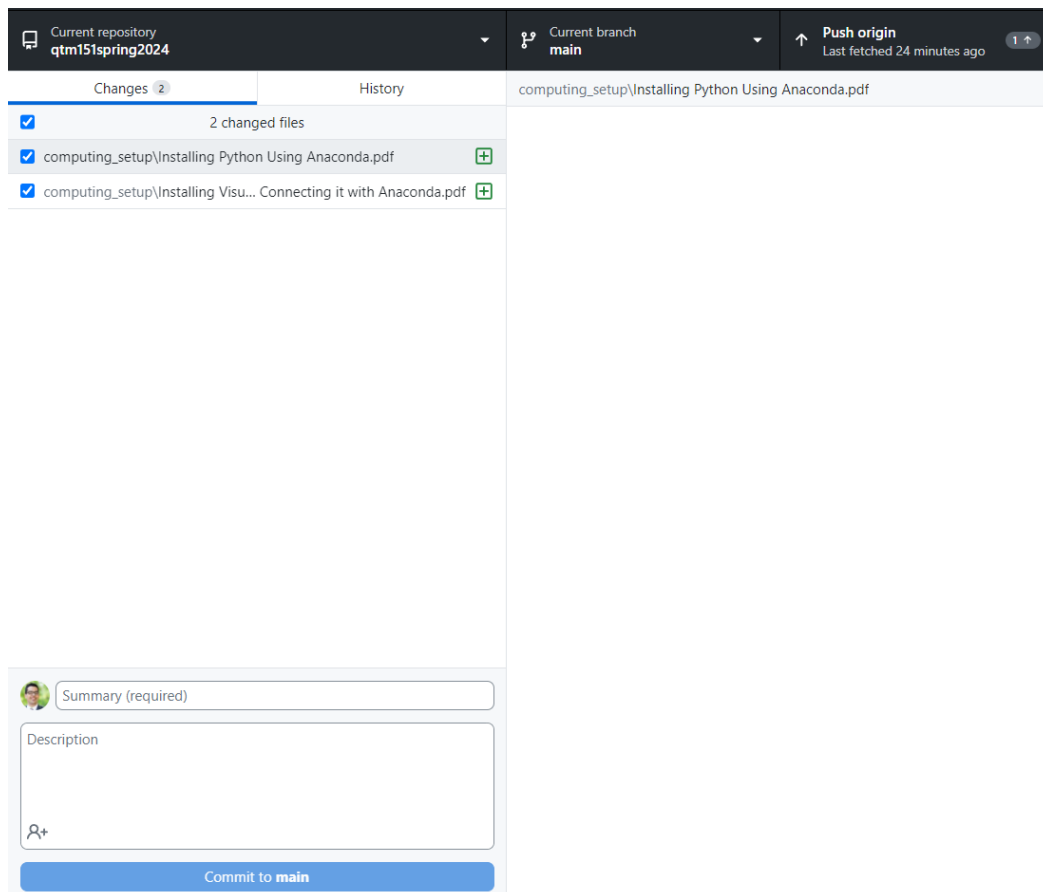 Current repository
qtm151spring2024
Current branch
main
Push origin
Last fetched 24 minutes ago
1
Changes 2
History
2 changed files
computing_setup\Installing Python Using Anaconda.pdf
computing_setup\Installing Visu... Connecting it with Anaconda.pdf
computing_setup\Installing Python Using Anaconda.pdf
Summary (required)
Description
Commit to main